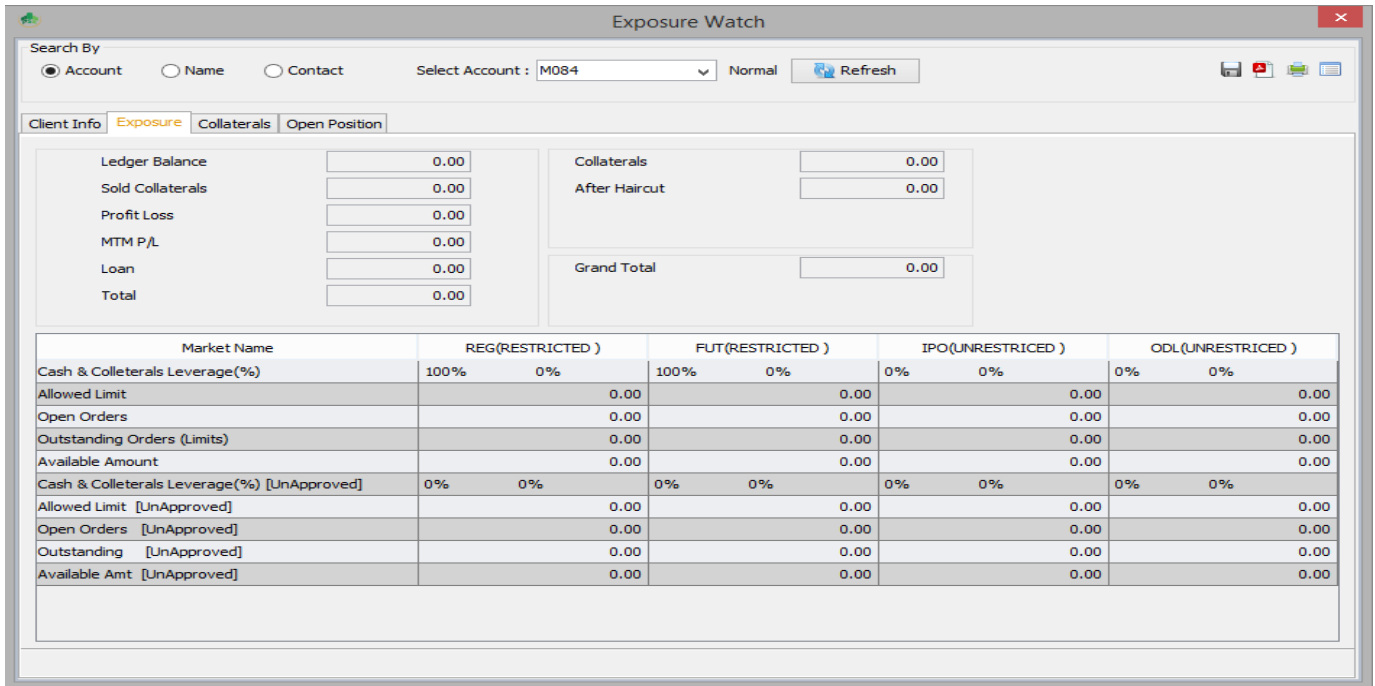 Exposure Watch
Search By
Account Name Contact Select Account : M084 Normal Refresh
Client Info Exposure Collaterals Open Position
Ledger Balance 0.00 Collaterals 0.00
Sold Collaterals 0.00 After Haircut 0.00
Profit Loss 0.00
MTM P/L 0.00
Loan 0.00 Grand Total 0.00
Total 0.00
Market Name REG(RESTRICTED ) FUT(RESTRICTED ) IPO(UNRESTRICED ) ODL(UNRESTRICED )
Cash & Colleterals Leverage(%) 100% 0% 100% 0% 0% 0% 0% 0%
Allowed Limit 0.00 0.00 0.00 0.00
Open Orders 0.00 0.00 0.00 0.00
Outstanding Orders (Limits) 0.00 0.00 0.00 0.00
Available Amount 0.00 0.00 0.00 0.00
Cash & Colleterals Leverage(%) [UnApproved] 0% 0% 0% 0% 0% 0% 0% 0%
Allowed Limit [UnApproved] 0.00 0.00 0.00 0.00
Open Orders [UnApproved] 0.00 0.00 0.00 0.00
Outstanding [UnApproved] 0.00 0.00 0.00 0.00
Available Amt [UnApproved] 0.00 0.00 0.00 0.00